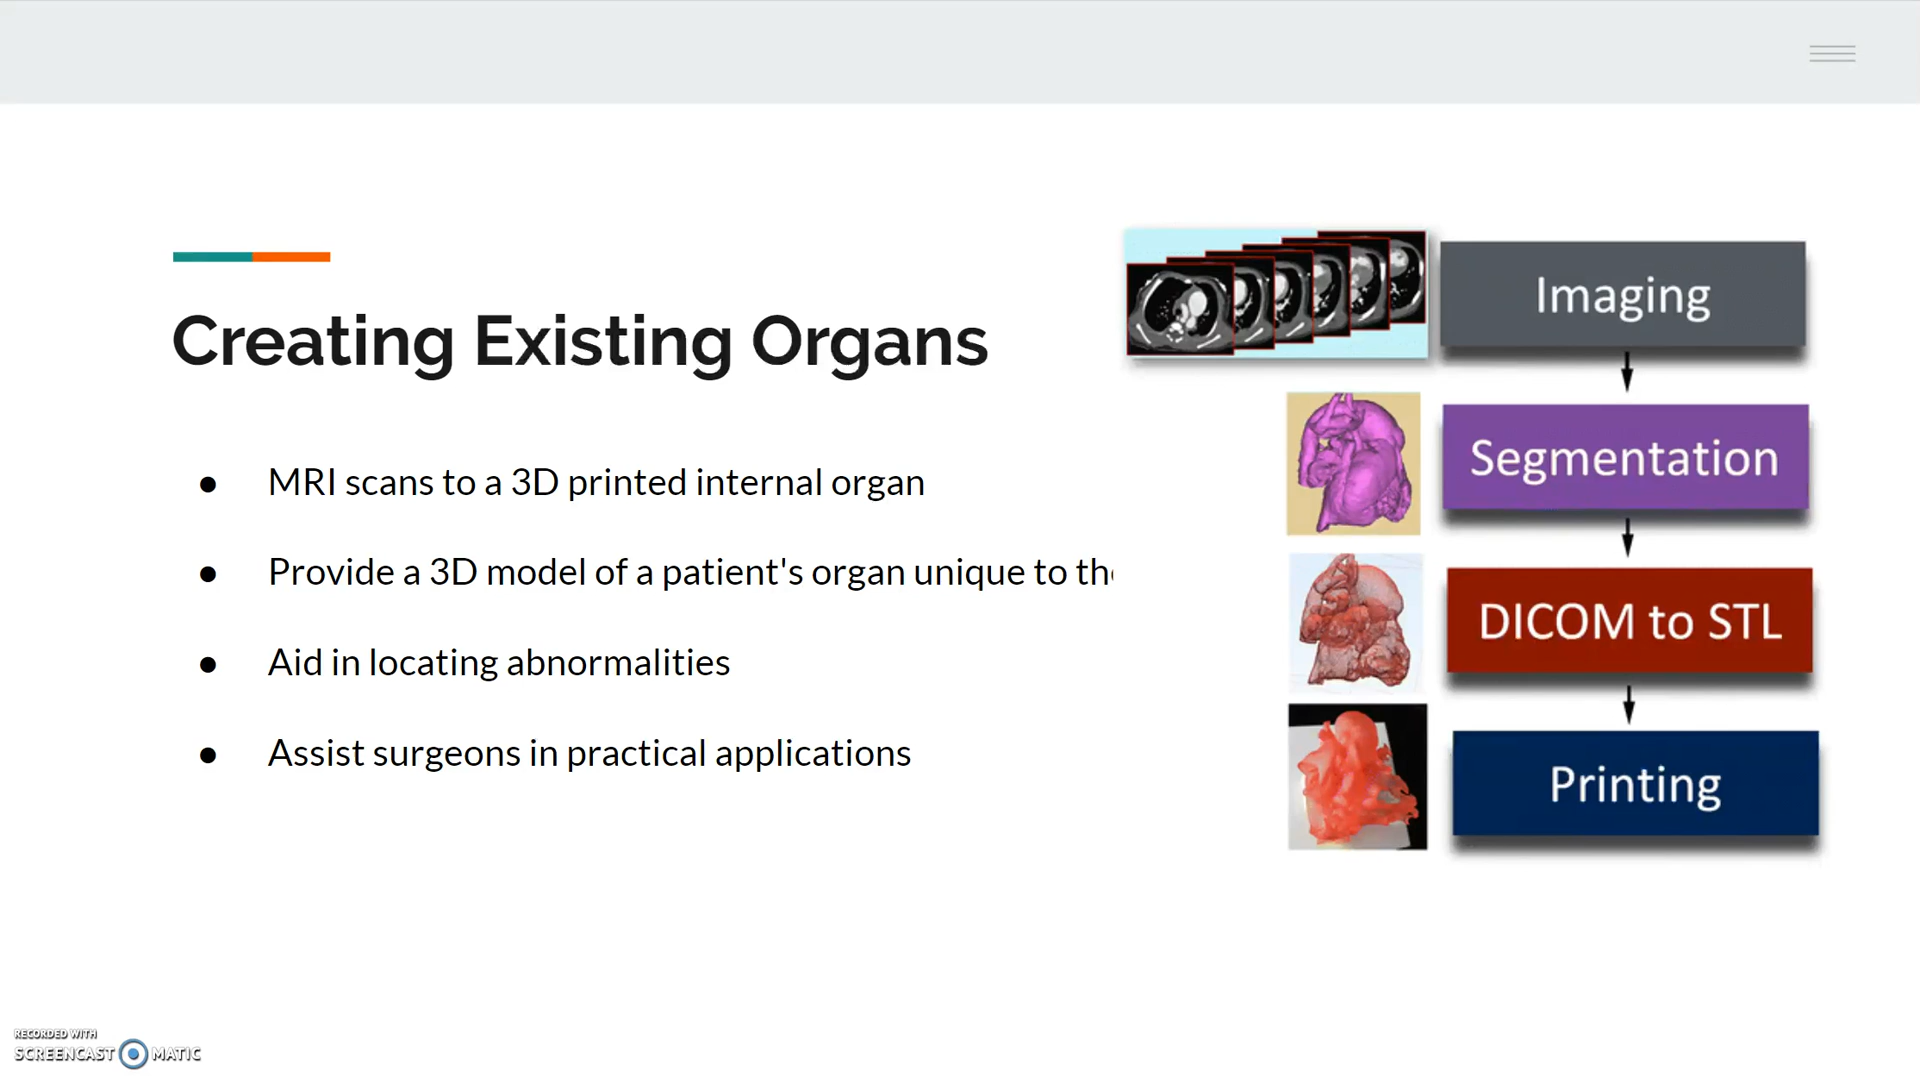 Creating Existing Organs
● MRI scans to a 3D printed internal organ
● Provide a 3D model of a patient's organ unique to
● Aid in locating abnormalities
● Assist surgeons in practical applications
Imaging
Segmentation
DICOM to STL
Printing
RECORDED WITH
SCREENCAST MATIC